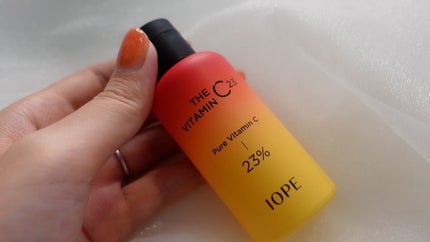 THE
VITAMIN C23
Pure Vitamin C
23%
IOPE